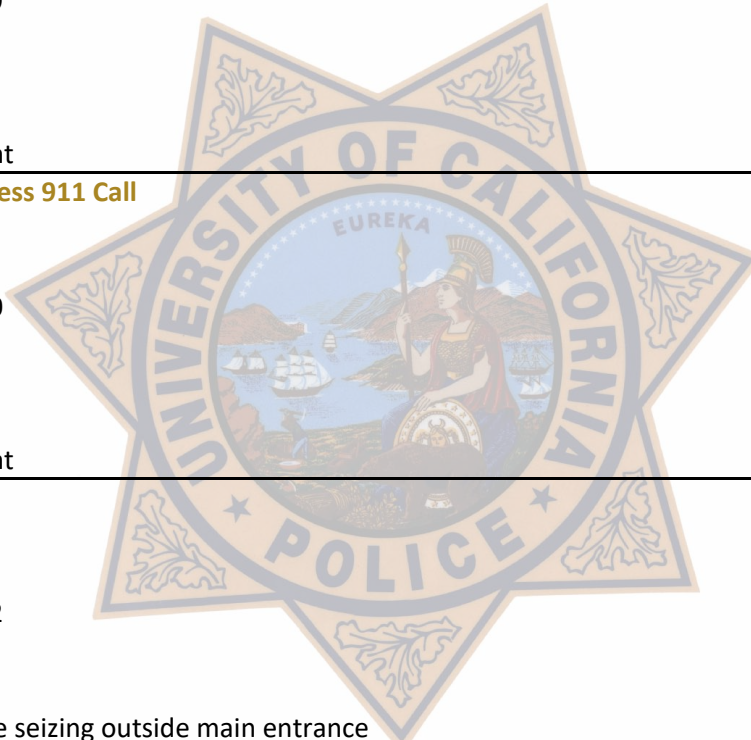 nt
ess 911 Call
UNIVERSITY OF CALIFORNIA
EUREKA
nt
POLICE
2
e seizing outside main entrance